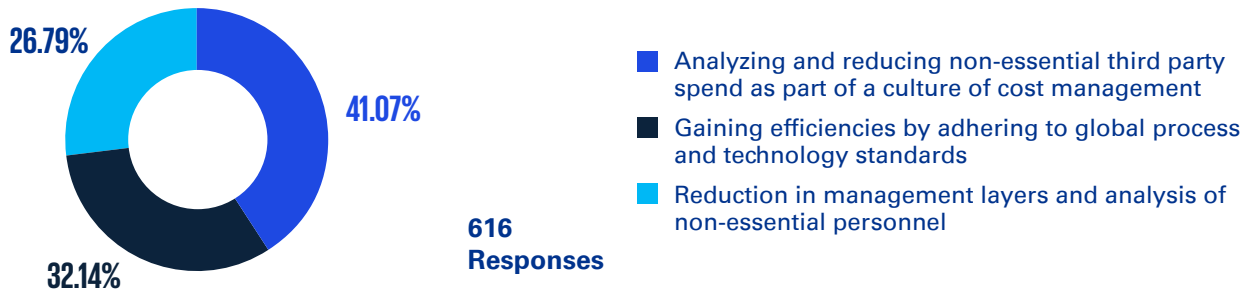 26.79%
41.07%
32.14%
616
Responses
Analyzing and reducing non-essential third party
spend as part of a culture of cost management
Gaining efficiencies by adhering to global process
and technology standards
Reduction in management layers and analysis of
non-essential personnel